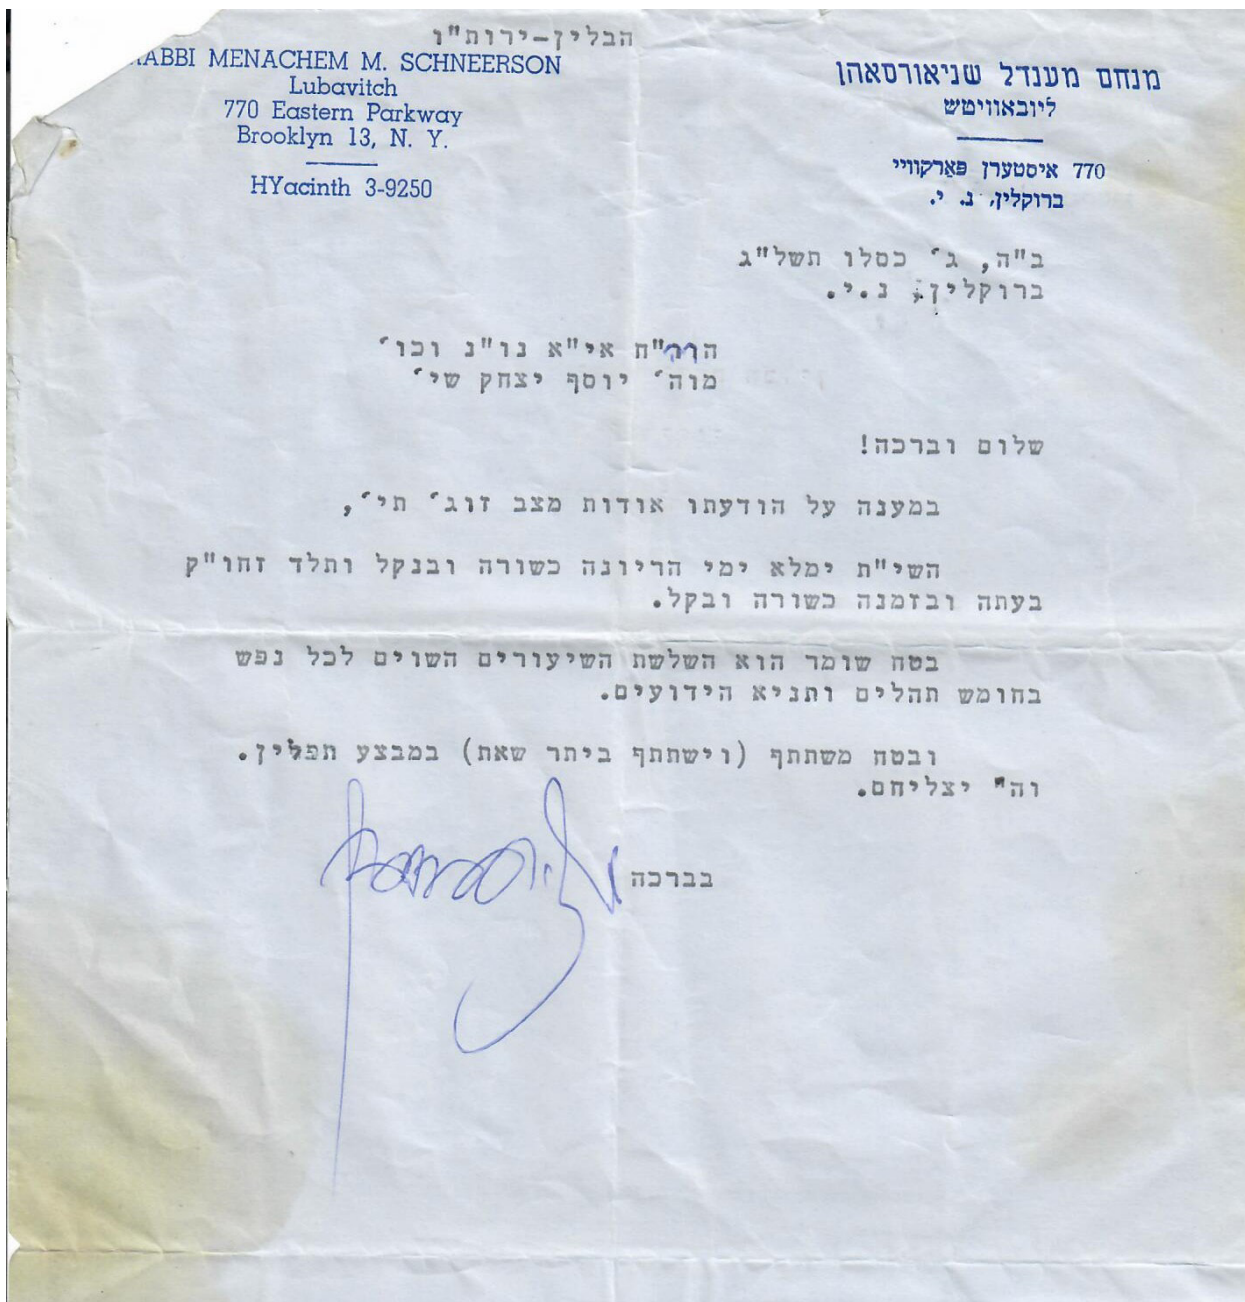 הבלין-ירות"ו
RABBI MENACHEM M. SCHNEERSON
Lubavitch
770 Eastern Parkway
Brooklyn 13, N. Y.
HYacinth 3-9250
מנחם מענדל שניאורסאהן
ליובאוויטש
770 איסטערן פּאַרקוויי
ברוקלין, נ. י.
ב"ה, ג' כסלו תשל"ג
ברוקלין, נ.י.
הוו"ח אי"א נו"נ וכו'
מוה' יוסף יצחק שי'
שלום וברכה!
במענה על הודעתו אודות מצב זוג' תי',
השי"ת ימלא ימי הריונה כשורה ובנקל ותלד זחו"ק
בעתה ובזמנה כשורה ובקל.
בטח שומר הוא השלשת השיעורים השוים לכל נפש
בחומש תהלים ותניא הידועים.
ובטח משתתף (וישתתף ביתר שאת) במבצע תפלין.
וה" יצליחם.
בברכה